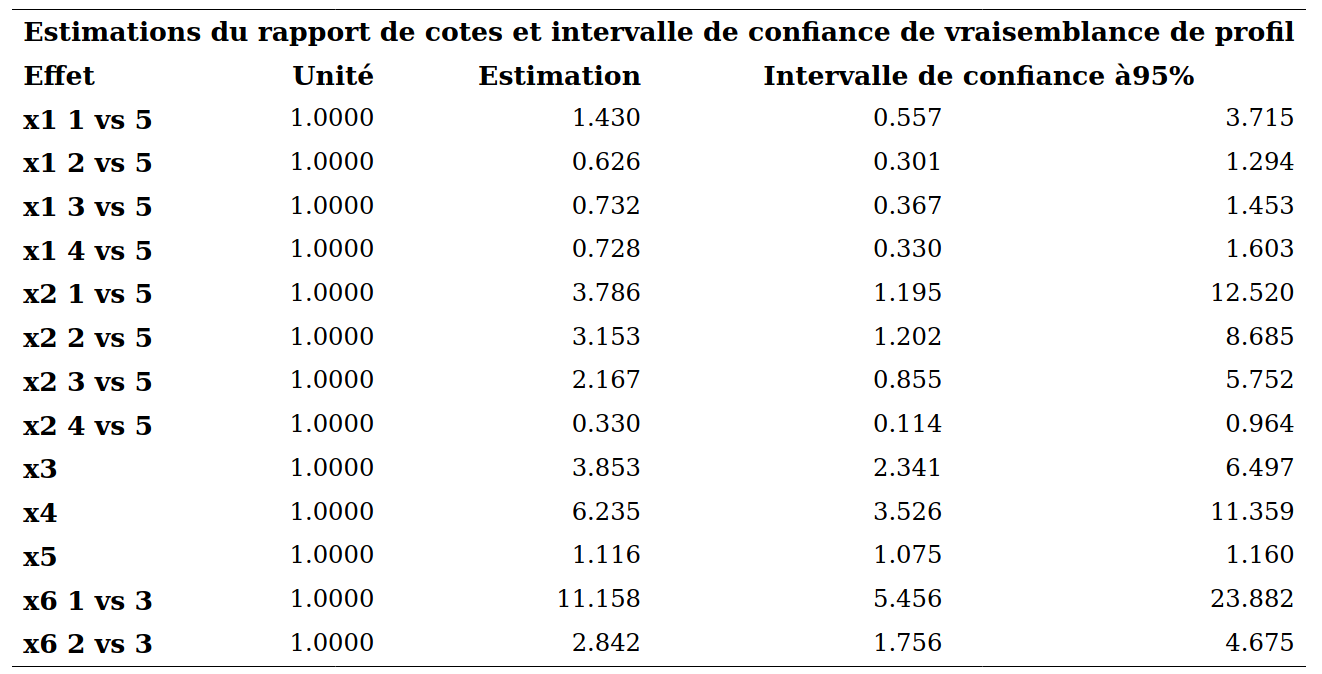 Estimations du rapport de cotes et intervalle de confiance de vraisemblance de profil
Effet Unité Estimation Intervalle de confiance à95%
x1 1 vs 5 1.0000 1.430 0.557 3.715
x1 2 vs 5 1.0000 0.626 0.301 1.294
x1 3 vs 5 1.0000 0.732 0.367 1.453
x1 4 vs 5 1.0000 0.728 0.330 1.603
x2 1 vs 5 1.0000 3.786 1.195 12.520
x2 2 vs 5 1.0000 3.153 1.202 8.685
x2 3 vs 5 1.0000 2.167 0.855 5.752
x2 4 vs 5 1.0000 0.330 0.114 0.964
x3 1.0000 3.853 2.341 6.497
x4 1.0000 6.235 3.526 11.359
x5 1.0000 1.116 1.075 1.160
x6 1 vs 3 1.0000 11.158 5.456 23.882
x6 2 vs 3 1.0000 2.842 1.756 4.675